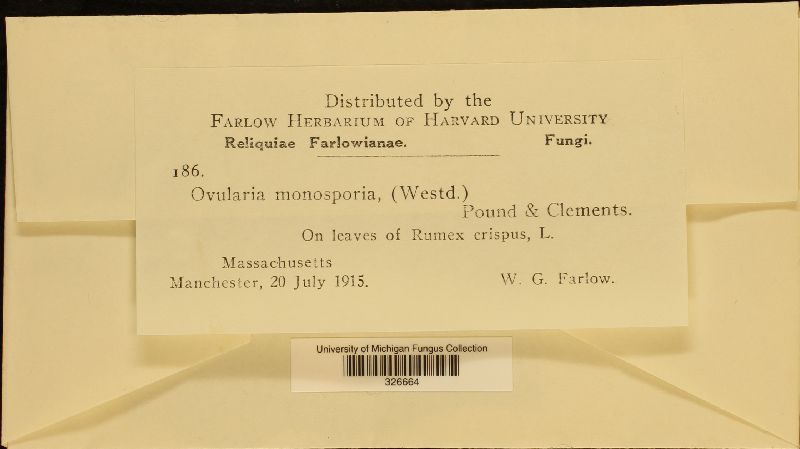 Distributed by the
FARLOW HERBARIUM OF HARVARD UNIVERSITY
Reliquiae Farlowianae. Fungi.
186.
Ovularia monosporia, (Westd.)
Pound & Clements.
On leaves of Rumex crispus, L.
Massachusetts
Manchester, 20 July 1915. W. G. Farlow.
University of Michigan Fungus Collection
326664